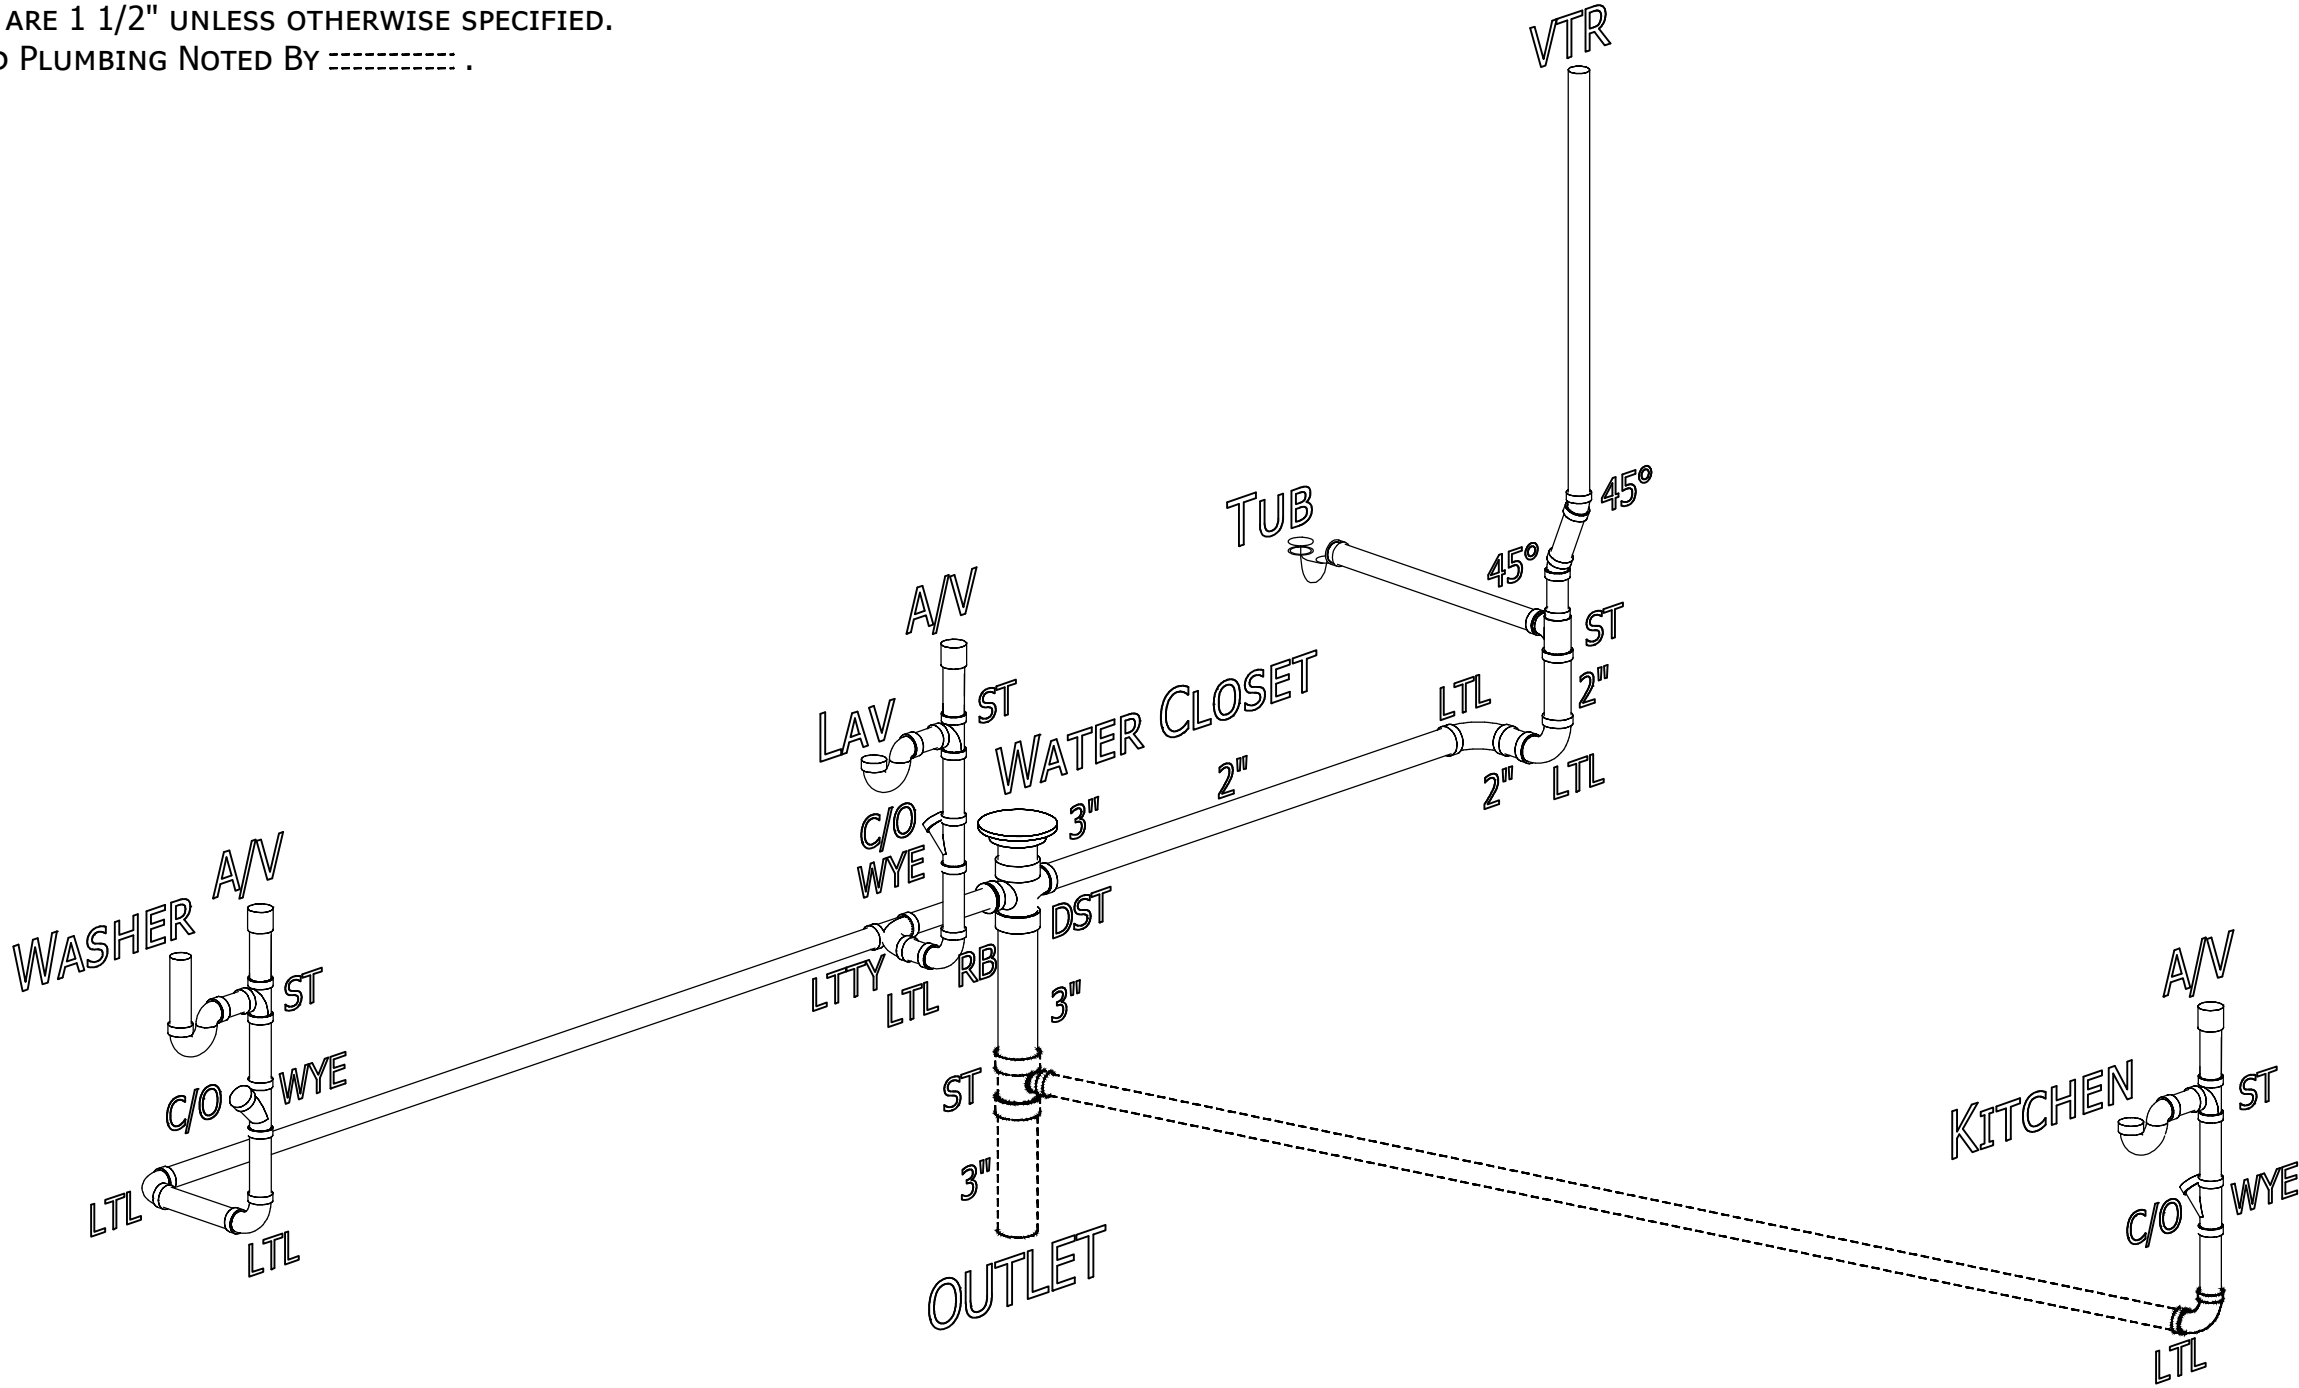 ARE 1 1/2" UNLESS OTHERWISE SPECIFIED.
PLUMBING NOTED BY ----------- .
VTR
45°
TUB
45°
ST
A/V
2"
LTL
ST
LAV
WATER CLOSET
2"
2"
LTL
3"
C/O
WYE
A/V
DST
WASHER
RB
LTTY
LTL
ST
3"
A/V
WYE
ST
KITCHEN
ST
C/O
3"
WYE
C/O
LTL
LTL
OUTLET
LTL